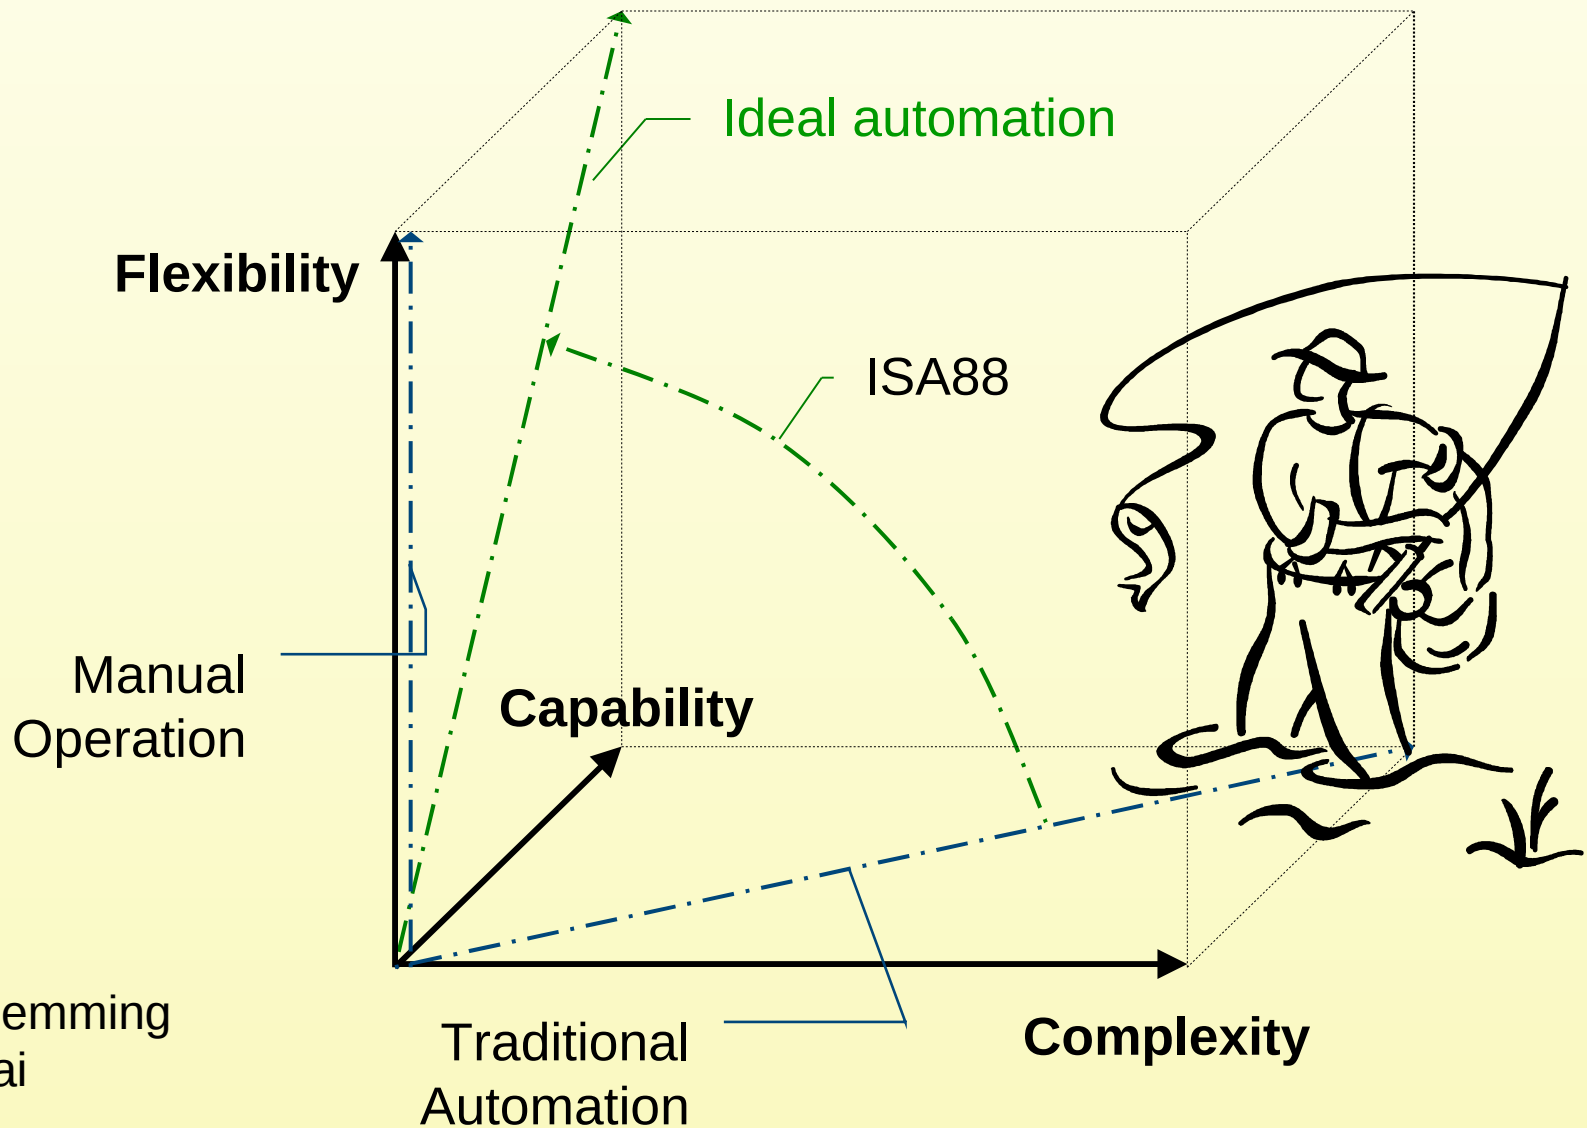 Ideal automation
Flexibility
ISA88
Manual
Operation
Capability
Traditional
Automation
Complexity
emming
ai